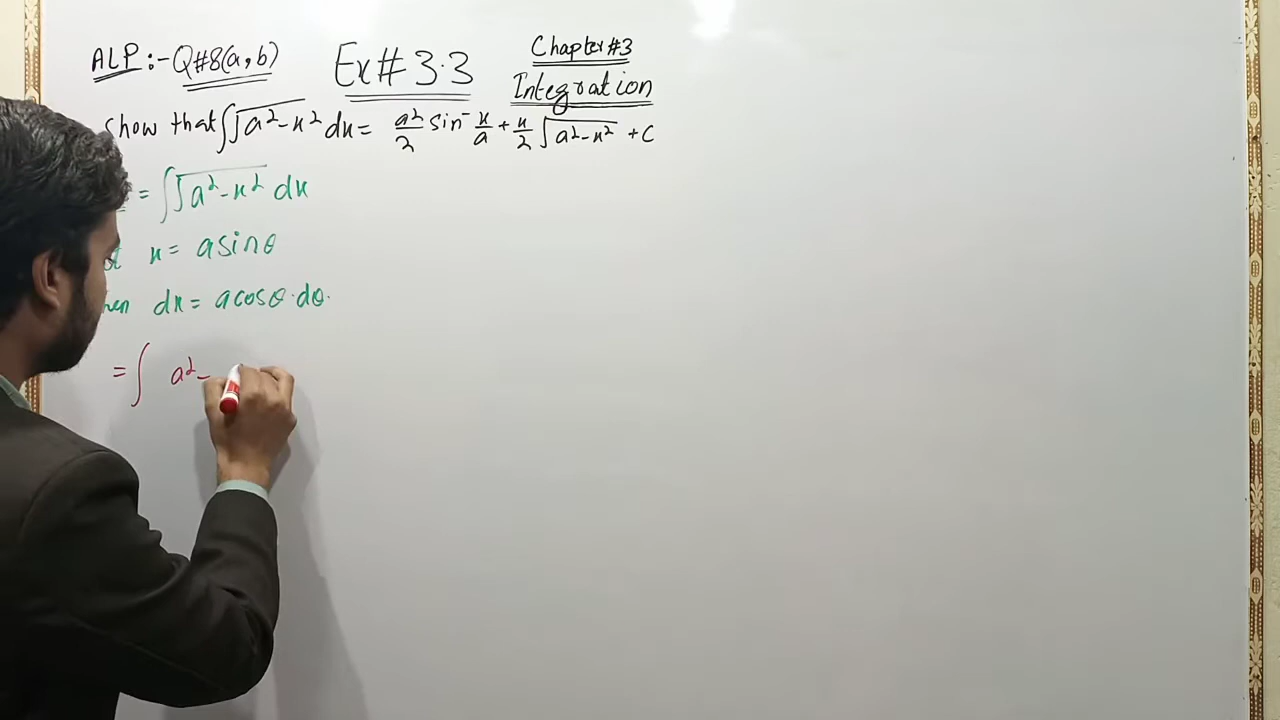 ALP:- Q#8(a,b)
Ex# 3.3
Chapter#3
Integration
Show that ∫√a²-x² dx = a²/2 sin⁻ x/a + x/2 √a²-x² + c
= ∫√a²-x² dx
x = a sinθ
dx = a cosθ·dθ.
= ∫ a² -